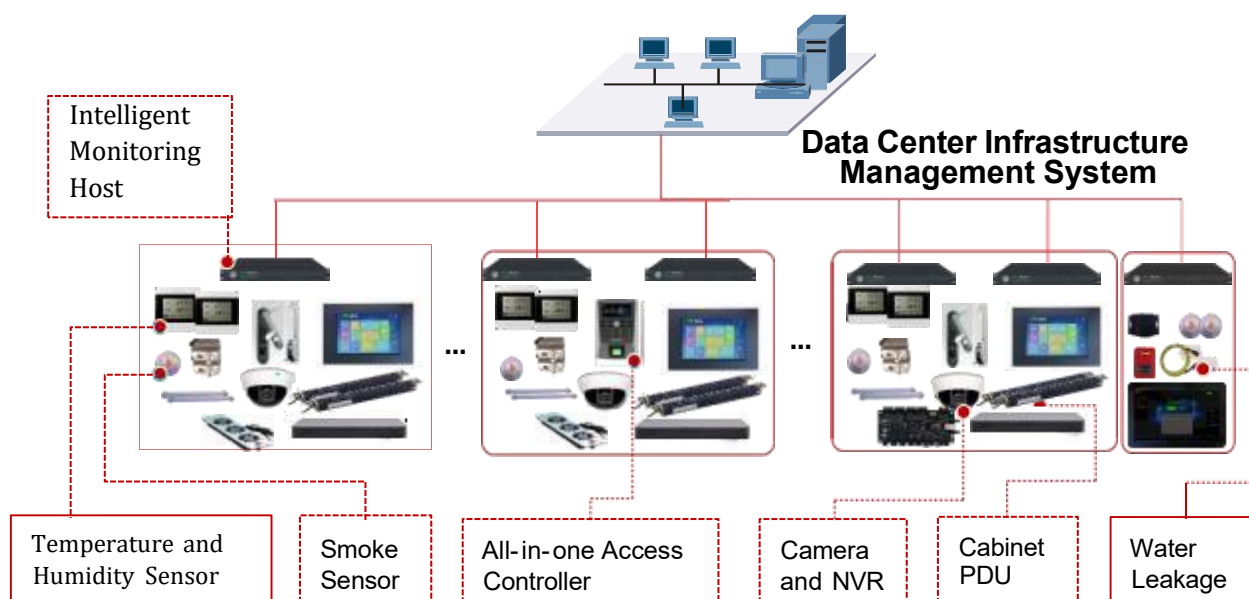 Intelligent
Monitoring
Host
Data Center Infrastructure
Management System
...
...
Temperature and
Humidity Sensor
Smoke
Sensor
All-in-one Access
Controller
Camera
and NVR
Cabinet
PDU
Water
Leakage